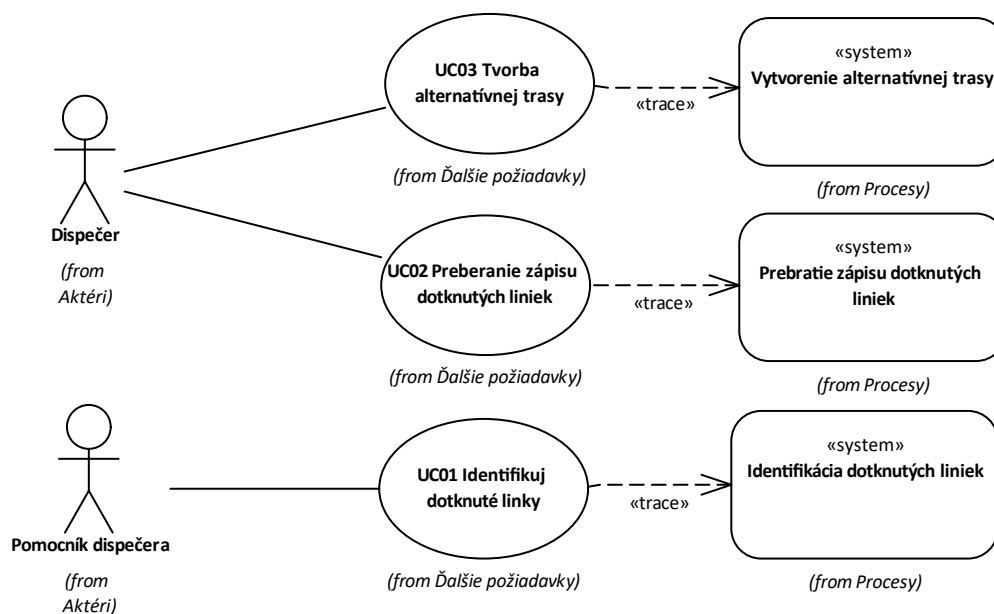 UC03 Tvorba
alternatívnej trasy
(from Ďalšie požiadavky)
«trace»
«system»
Vytvorenie alternatívnej trasy
(from Procesy)
Dispečer
(from
Aktéri)
UC02 Preberanie zápisu
dotknutých liniek
(from Ďalšie požiadavky)
«trace»
«system»
Prebratie zápisu dotknutých
liniek
(from Procesy)
Pomocník dispečera
(from
Aktéri)
UC01 Identifikuj
dotknuté linky
(from Ďalšie požiadavky)
«trace»
«system»
Identifikácia dotknutých liniek
(from Procesy)